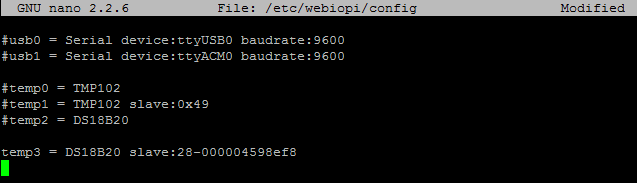 GNU nano 2.2.6 File: /etc/webiopi/config Modified
#usb0 = Serial device:ttyUSB0 baudrate:9600
#usb1 = Serial device:ttyACM0 baudrate:9600
#temp0 = TMP102
#temp1 = TMP102 slave:0x49
#temp2 = DS18B20
temp3 = DS18B20 slave:28-000004598ef8